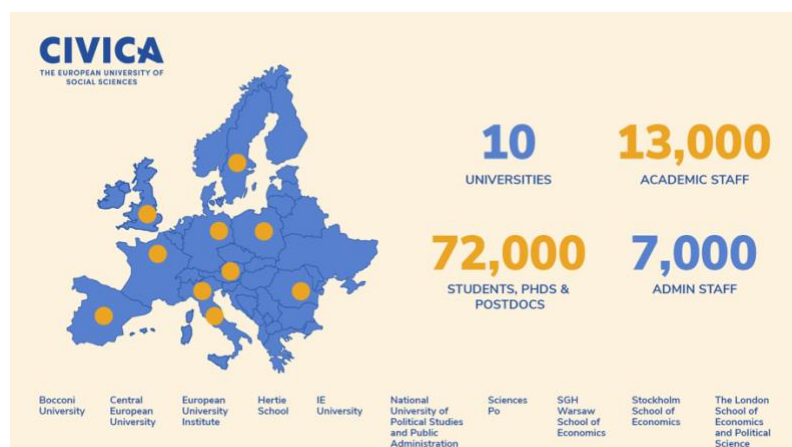 CIVICA
THE EUROPEAN UNIVERSITY OF
SOCIAL SCIENCES
10
UNIVERSITIES
13,000
ACADEMIC STAFF
72,000
STUDENTS, PHDS &
POSTDOCS
7,000
ADMIN STAFF
Bocconi
University
Central
European
University
European
University
Institute
Hertie
School
IE
University
National
University of
Political Studies
and Public
Administration
Sciences
Po
SGH
Warsaw
School of
Economics
Stockholm
School of
Economics
The London
School of
Economics
and Political
Science